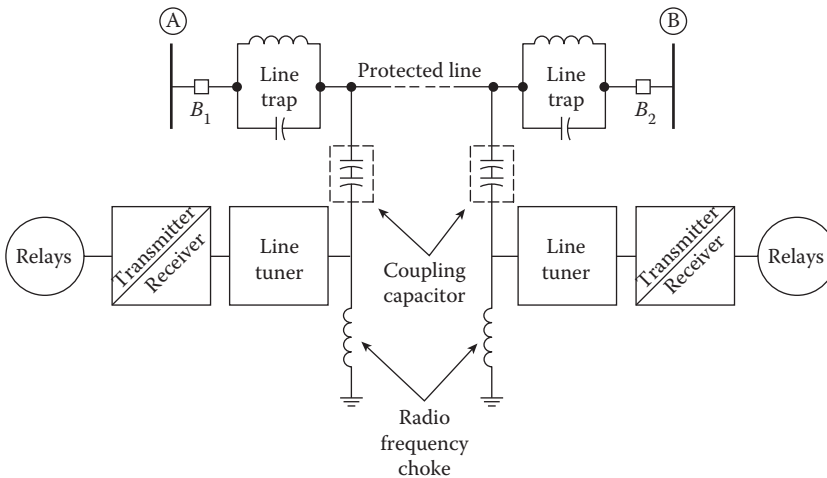 A
B
Line
trap
Protected line
Line
trap
B1
B2
Relays
Transmitter
Receiver
Line
tuner
Coupling
capacitor
Line
tuner
Transmitter
Receiver
Relays
Radio
frequency
choke